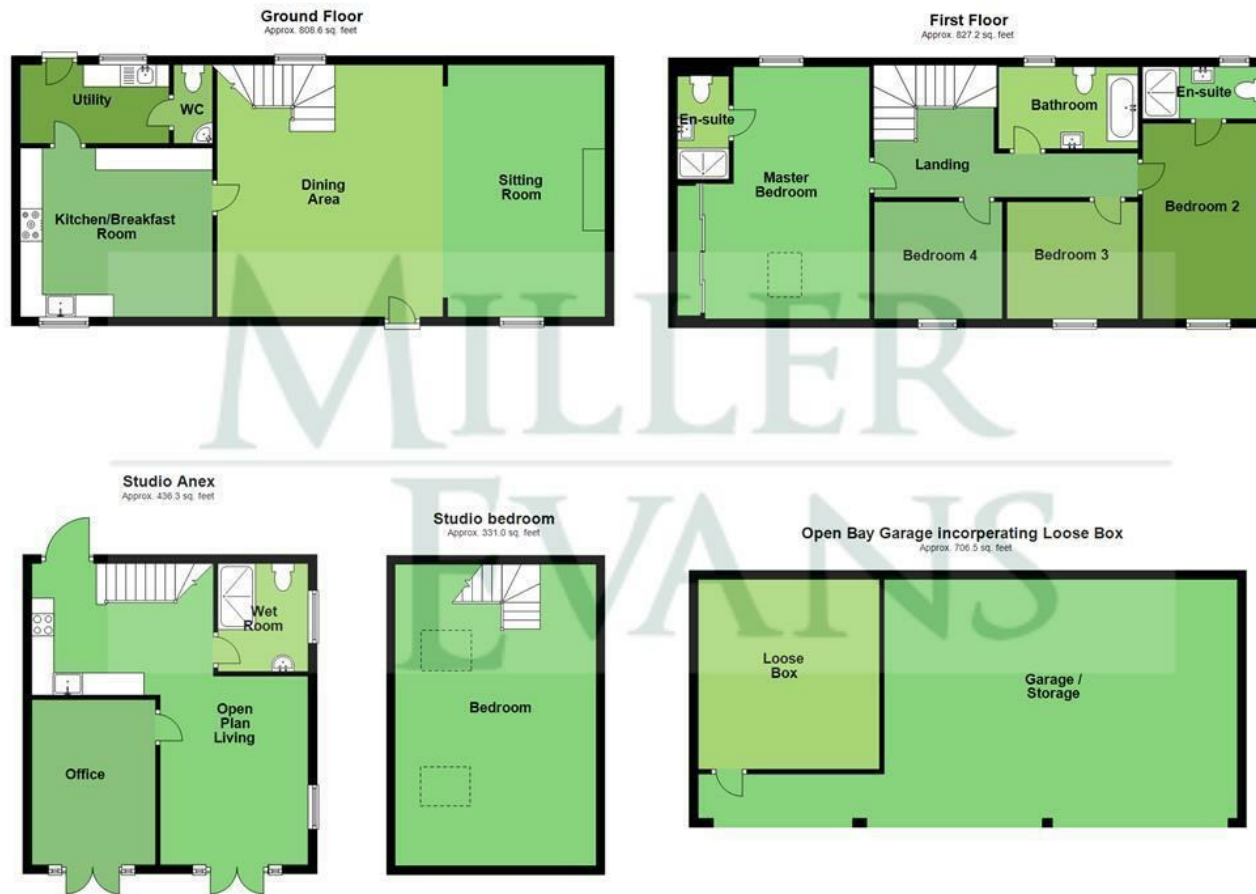 Ground Floor
Approx. 808.6 sq. feet
Utility
WC
Kitchen/Breakfast
Room
Dining
Area
Sitting
Room
First Floor
Approx. 827.2 sq. feet
En-suite
Master
Bedroom
Landing
Bathroom
En-suite
Bedroom 2
Bedroom 4
Bedroom 3
MILLER
EVANS
Studio Anex
Approx. 436.3 sq. feet
Wet
Room
Open
Plan
Living
Office
Studio bedroom
Approx. 331.0 sq. feet
Bedroom
Open Bay Garage incorperating Loose Box
Approx. 706.5 sq. feet
Loose
Box
Garage /
Storage